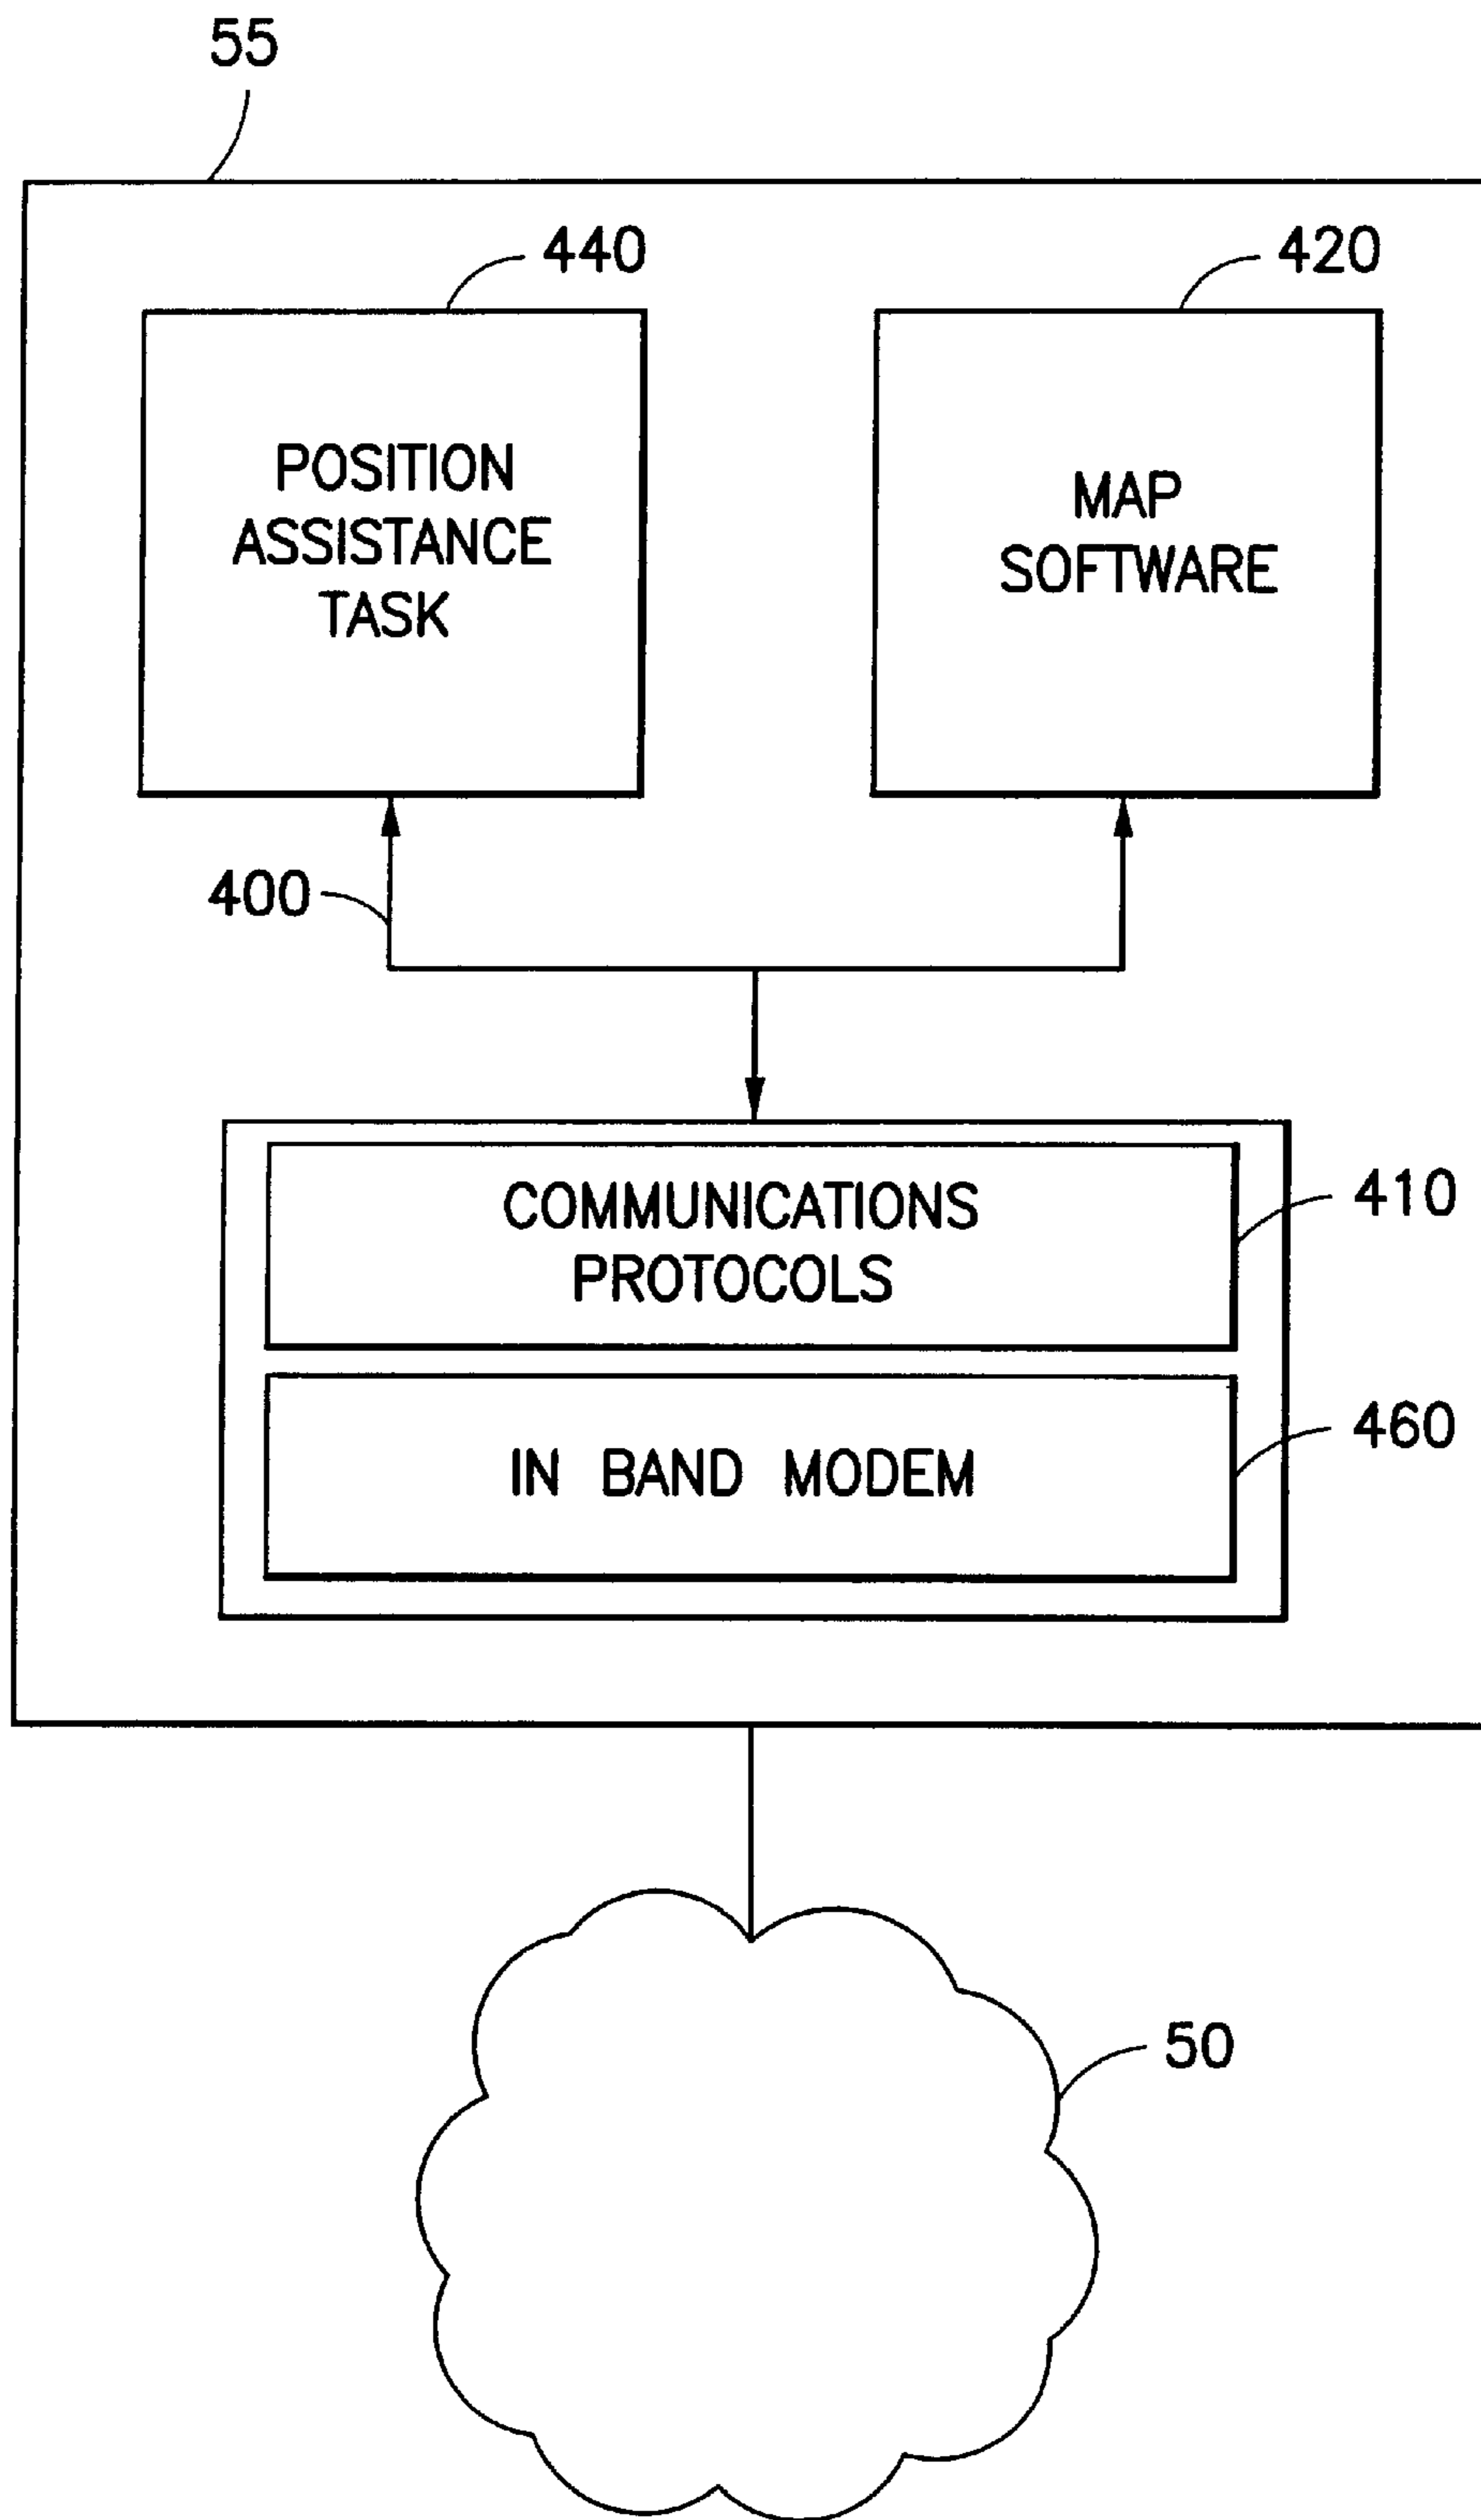 55
440
420
POSITION
ASSISTANCE
TASK
MAP
SOFTWARE
400
COMMUNICATIONS
PROTOCOLS
410
IN BAND MODEM
460
50